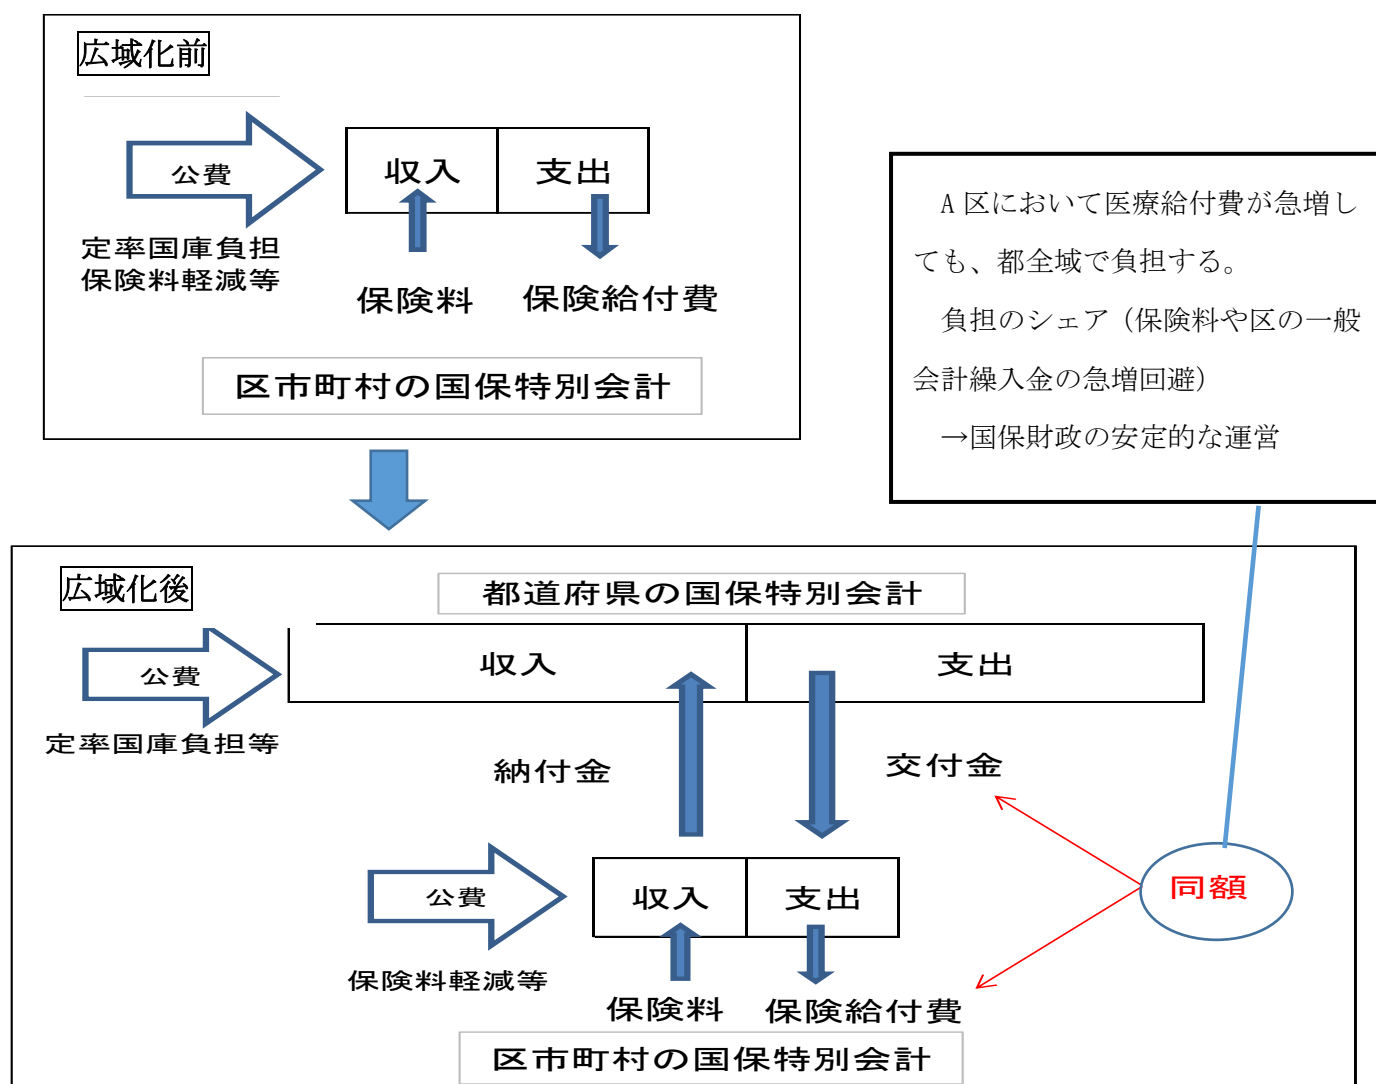 広域化前
公費
収入
支出
定率国庫負担
保険料軽減等
保険料
保険給付費
区市町村の国保特別会計
A区において医療給付費が急増し
ても、都全域で負担する。
負担のシェア（保険料や区の一般
会計繰入金の急増回避）
→国保財政の安定的な運営
広域化後
都道府県の国保特別会計
公費
収入
支出
定率国庫負担等
納付金
交付金
公費
収入
支出
同額
保険料軽減等
保険料
保険給付費
区市町村の国保特別会計